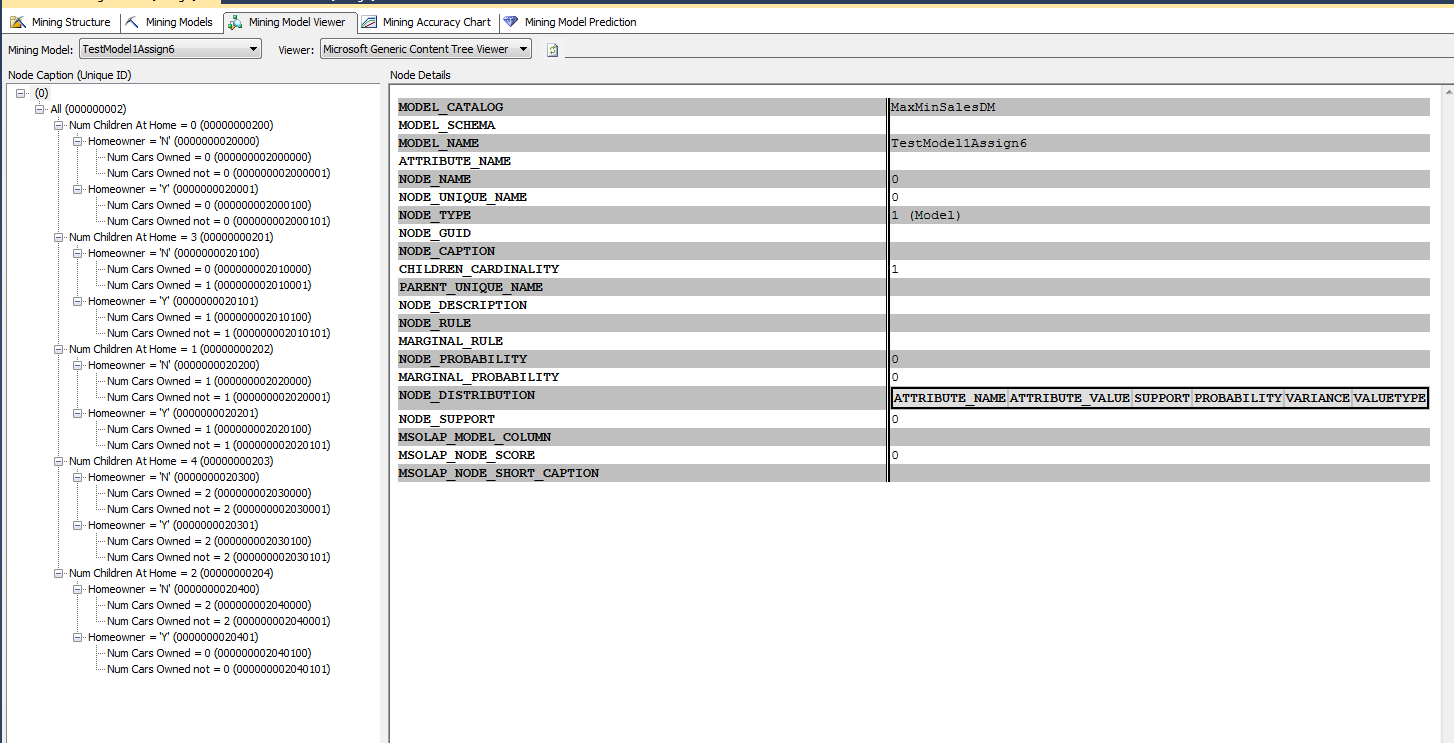 Mining Structure Mining Models Mining Model Viewer Mining Accuracy Chart Mining Model Prediction
Mining Model: TestModel1Assign6 Viewer: Microsoft Generic Content Tree Viewer
Node Caption (Unique ID)
(0)
All (000000002)
Num Children At Home = 0 (00000000200)
Homeowner = 'N' (0000000020000)
Num Cars Owned = 0 (000000002000000)
Num Cars Owned not = 0 (000000002000001)
Homeowner = 'Y' (0000000020001)
Num Cars Owned = 0 (000000002000100)
Num Cars Owned not = 0 (000000002000101)
Num Children At Home = 3 (00000000201)
Homeowner = 'N' (0000000020100)
Num Cars Owned = 0 (000000002010000)
Num Cars Owned = 1 (000000002010001)
Homeowner = 'Y' (0000000020101)
Num Cars Owned = 1 (000000002010100)
Num Cars Owned not = 1 (000000002010101)
Num Children At Home = 1 (00000000202)
Homeowner = 'N' (0000000020200)
Num Cars Owned = 1 (000000002020000)
Num Cars Owned not = 1 (000000002020001)
Homeowner = 'Y' (0000000020201)
Num Cars Owned = 1 (000000002020100)
Num Cars Owned not = 1 (000000002020101)
Num Children At Home = 4 (00000000203)
Homeowner = 'N' (0000000020300)
Num Cars Owned = 2 (000000002030000)
Num Cars Owned not = 2 (000000002030001)
Homeowner = 'Y' (0000000020301)
Num Cars Owned = 2 (000000002030100)
Num Cars Owned not = 2 (000000002030101)
Num Children At Home = 2 (00000000204)
Homeowner = 'N' (0000000020400)
Num Cars Owned = 2 (000000002040000)
Num Cars Owned not = 2 (000000002040001)
Homeowner = 'Y' (0000000020401)
Num Cars Owned = 0 (000000002040100)
Num Cars Owned not = 0 (000000002040101)
Node Details
MODEL_CATALOG MaxMinSalesDM
MODEL_SCHEMA
MODEL_NAME TestModel1Assign6
ATTRIBUTE_NAME
NODE_NAME 0
NODE_UNIQUE_NAME 0
NODE_TYPE 1 (Model)
NODE_GUID
NODE_CAPTION
CHILDREN_CARDINALITY 1
PARENT_UNIQUE_NAME
NODE_DESCRIPTION
NODE_RULE
MARGINAL_RULE
NODE_PROBABILITY 0
MARGINAL_PROBABILITY 0
NODE_DISTRIBUTION ATTRIBUTE_NAME ATTRIBUTE_VALUE SUPPORT PROBABILITY VARIANCE VALUETYPE
NODE_SUPPORT 0
MSOLAP_MODEL_COLUMN
MSOLAP_NODE_SCORE 0
MSOLAP_NODE_SHORT_CAPTION